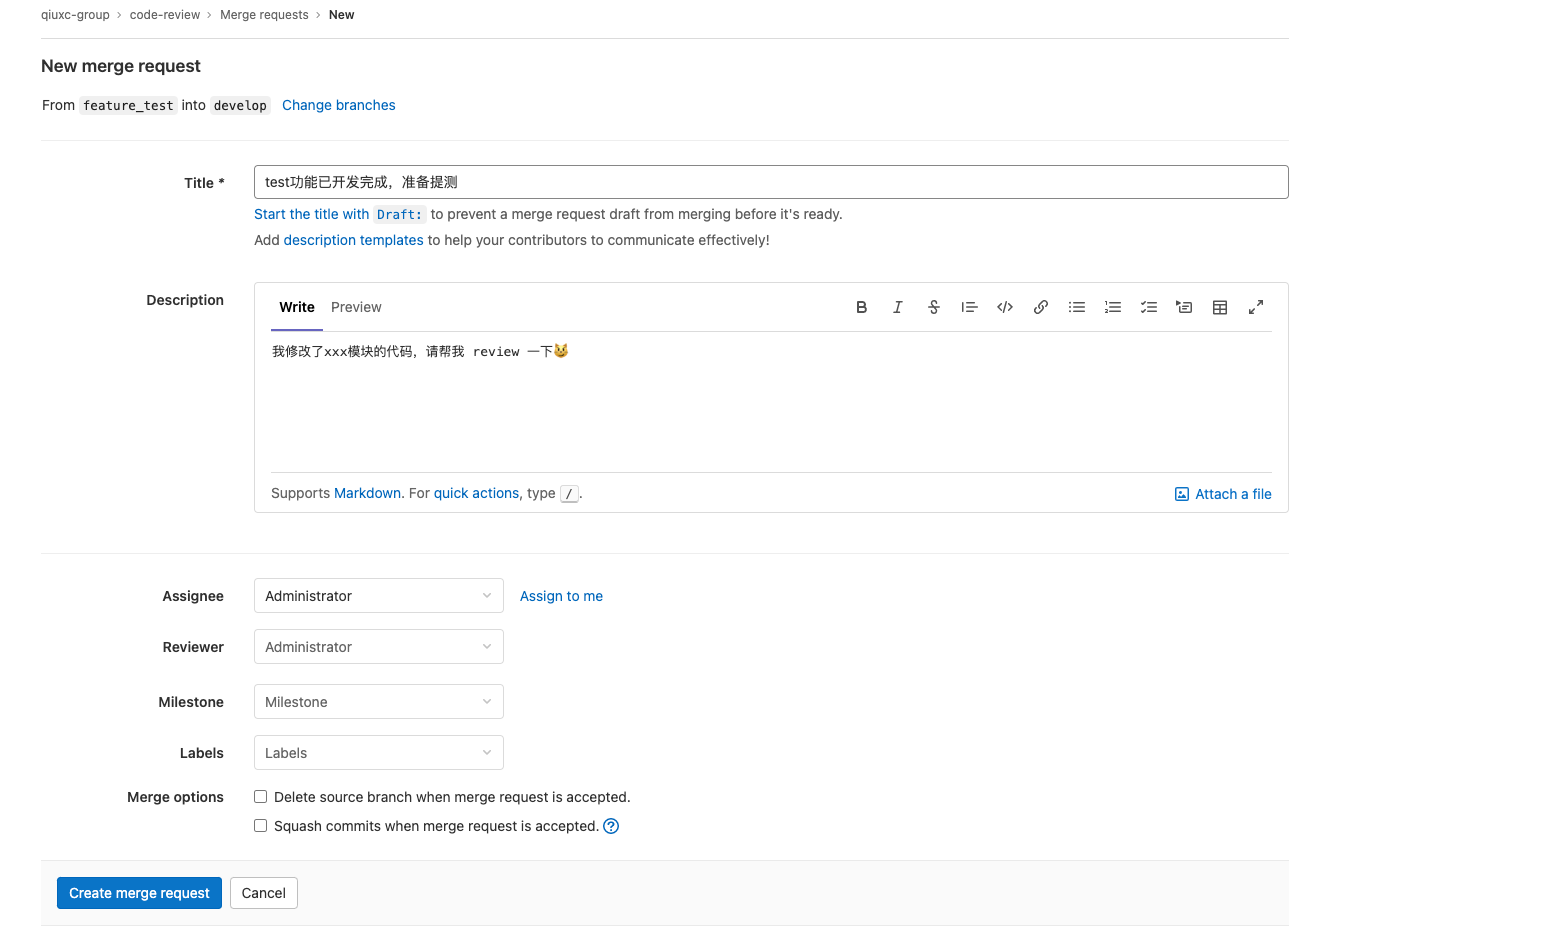 qiuxc-group › code-review › Merge requests › New
New merge request
From feature_test into develop Change branches
Title *
test功能已开发完成，准备提测
Start the title with Draft: to prevent a merge request draft from merging before it's ready.
Add description templates to help your contributors to communicate effectively!
Description
Write Preview
我修改了xxx模块的代码，请帮我 review 一下😼
Supports Markdown. For quick actions, type /.
Attach a file
Assignee
Administrator
Assign to me
Reviewer
Administrator
Milestone
Milestone
Labels
Labels
Merge options
Delete source branch when merge request is accepted.
Squash commits when merge request is accepted.
Create merge request
Cancel